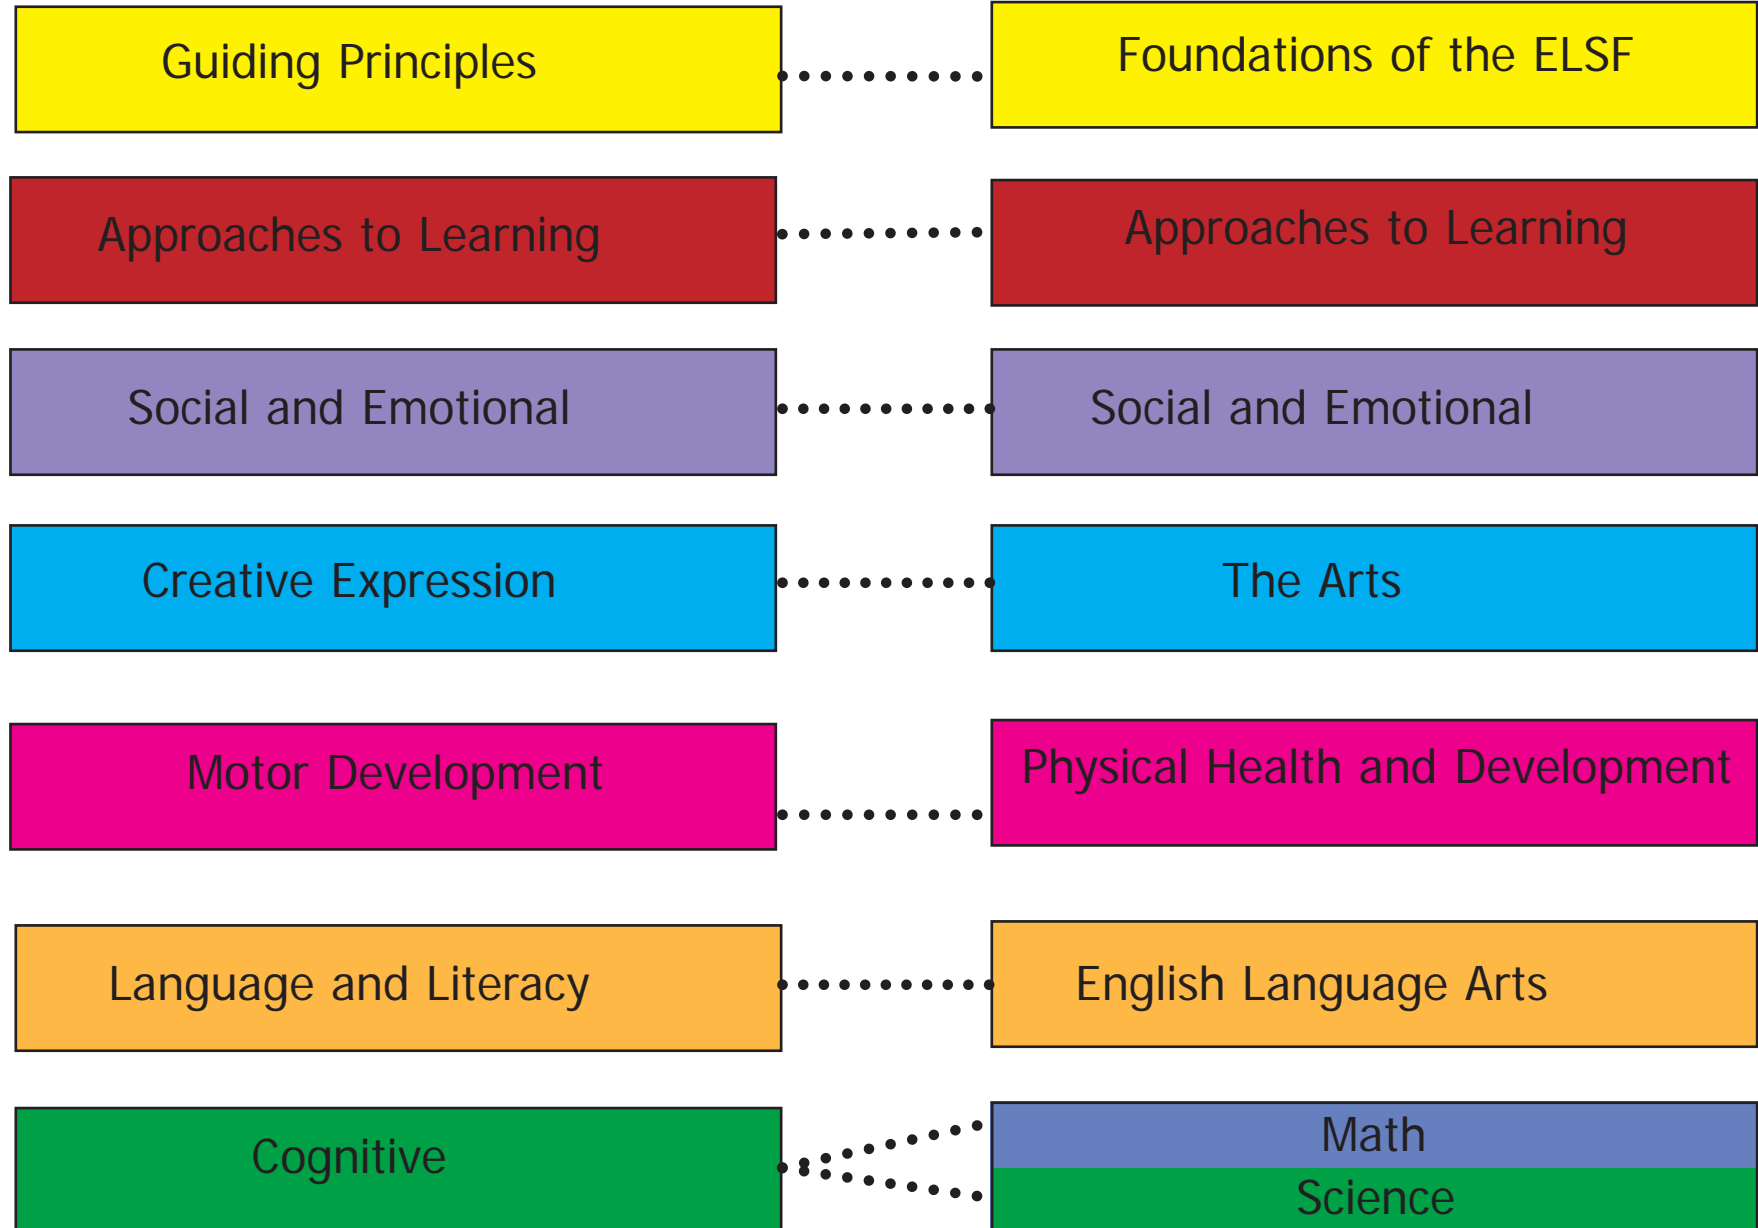 Guiding Principles
Foundations of the ELSF
Approaches to Learning
Approaches to Learning
Social and Emotional
Social and Emotional
Creative Expression
The Arts
Motor Development
Physical Health and Development
Language and Literacy
English Language Arts
Cognitive
Math
Science